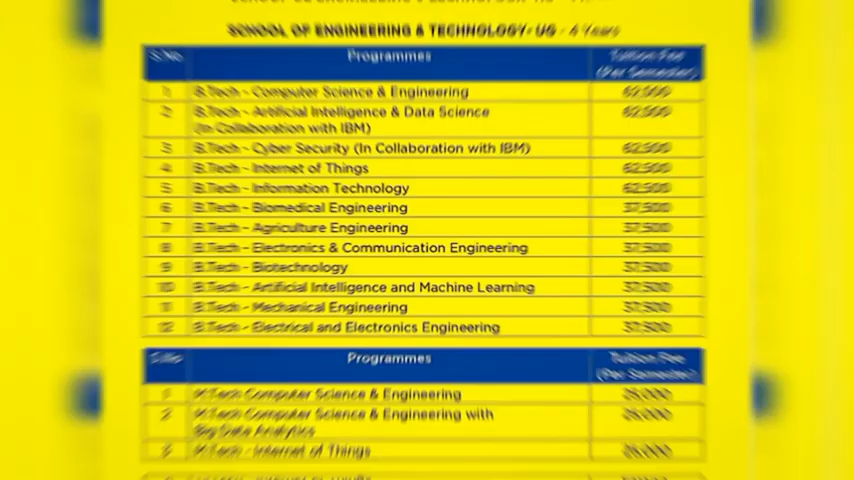 SCHOOL OF ENGINEERING & TECHNOLOGY- UG - 4 Years
S.No Programmes Tuition Fee
(Per Semester)
1 B.Tech - Computer Science & Engineering 62,500
2 B.Tech - Artificial Intelligence & Data Science 62,500
(In Collaboration with IBM)
3 B.Tech - Cyber Security (In Collaboration with IBM) 62,500
4 B.Tech - Internet of Things 62,500
5 B.Tech - Information Technology 62,500
6 B.Tech - Biomedical Engineering 37,500
7 B.Tech - Agriculture Engineering 37,500
8 B.Tech - Electronics & Communication Engineering 37,500
9 B.Tech - Biotechnology 37,500
10 B.Tech - Artificial Intelligence and Machine Learning 37,500
11 B.Tech - Mechanical Engineering 37,500
12 B.Tech - Electrical and Electronics Engineering 37,500
S.No Programmes Tuition Fee
(Per Semester)
1 M.Tech Computer Science & Engineering 25,000
2 M.Tech Computer Science & Engineering with 25,000
Big Data Analytics
3 M.Tech - Internet of Things 25,000